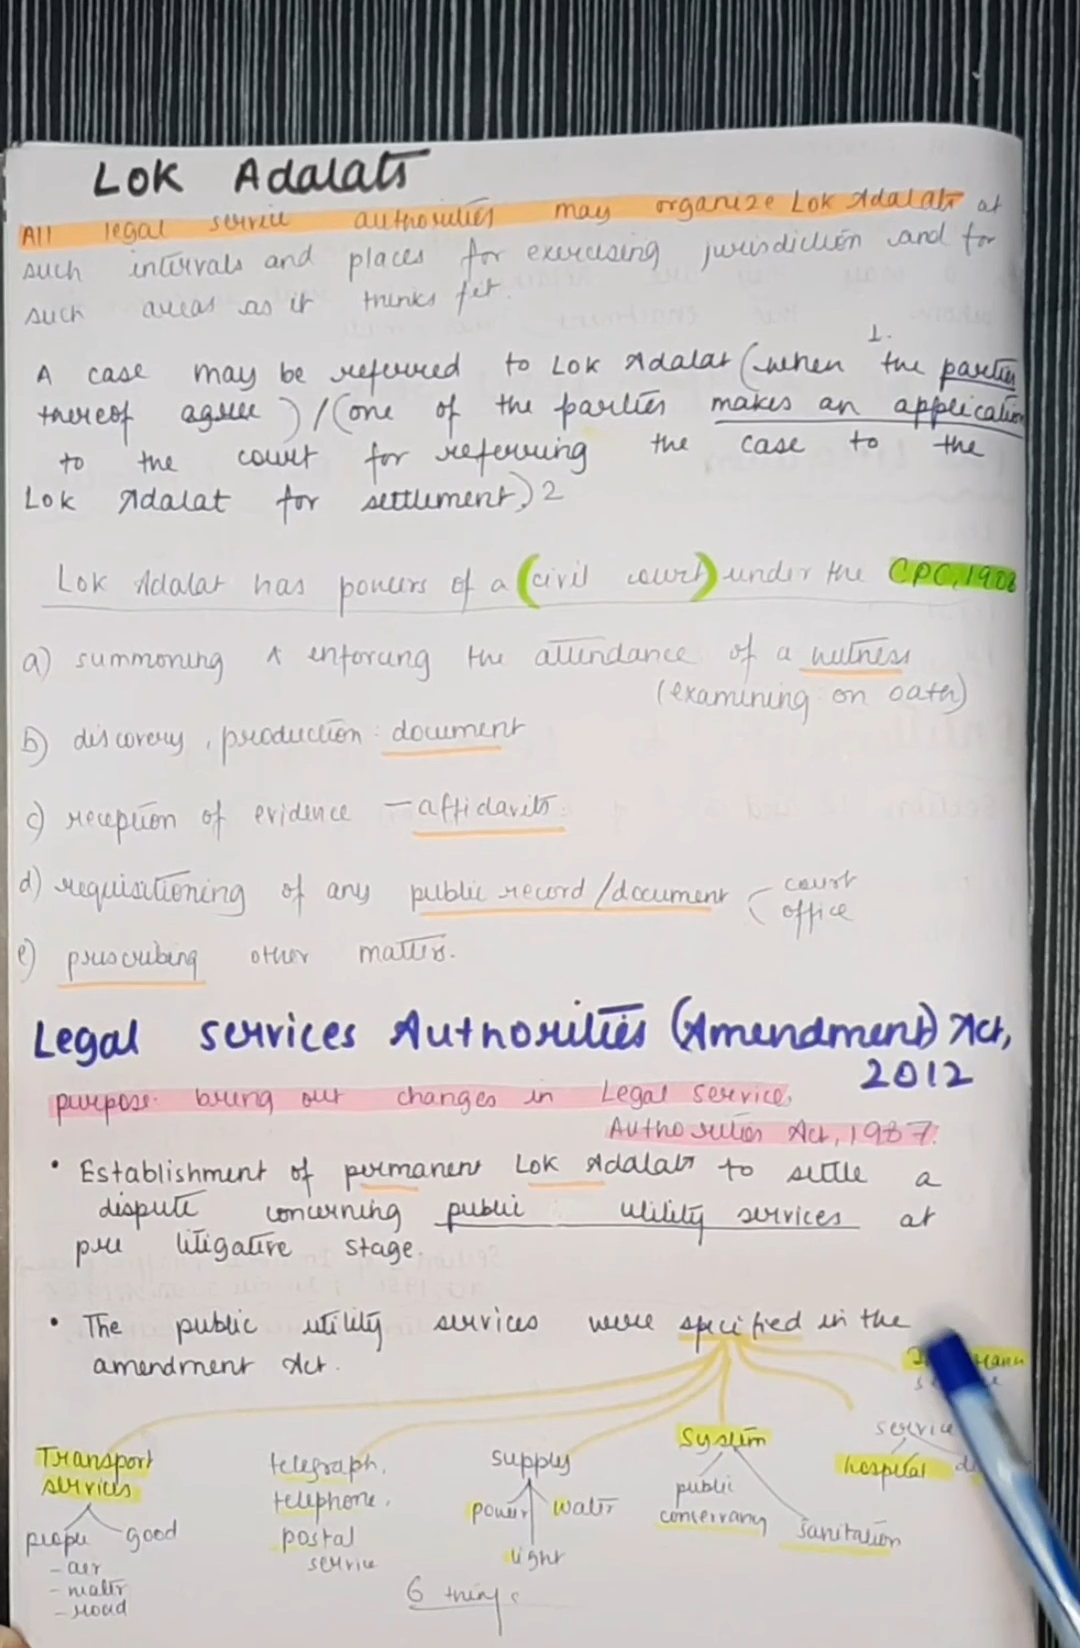 Lok Adalats
All legal service authorities may organize Lok Adalats at
such intervals and places for exercising jurisdiction and for
such areas as it thinks fit.
1.
A case may be referred to Lok Adalat (when the parties
thereof agree) / (one of the parties makes an application
to the court for referring the case to the
Lok Adalat for settlement) 2
Lok Adalat has powers of a (civil court) under the CPC, 1908
a) summoning & enforcing the attendance of a witness
(examining on oath)
b) discovery, production : document
c) reception of evidence – affidavits
d) requisitioning of any public record/document
court
office
e) prescribing other matters.
Legal Services Authorities (Amendment) Act,
2012
purpose: bring out changes in Legal Service
Authorities Act, 1987.
• Establishment of permanent Lok Adalats to settle a
dispute concerning public utility services at
pre litigative stage.
• The public utility services were specified in the
amendment Act.
Transport
services
people
good
- air
- water
- road
telegraph,
telephone,
postal
service
supply
power
water
light
System
public
conservancy
sanitation
service
hospital
6 things